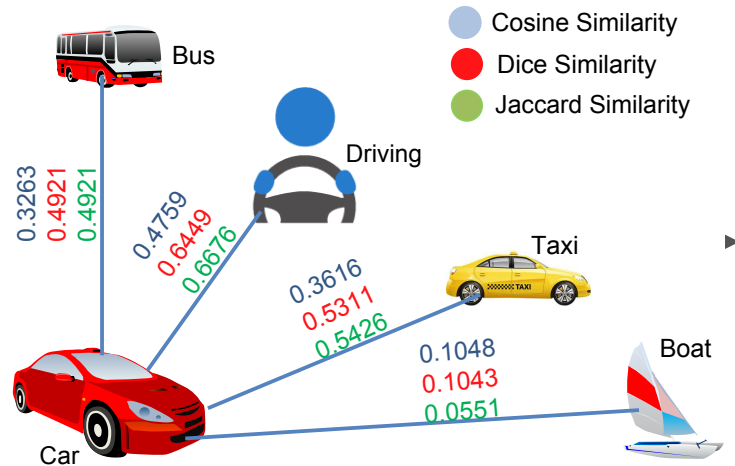 Bus
Cosine Similarity
Dice Similarity
Jaccard Similarity
Driving
0.3263
0.4921
0.4921
0.4759
0.6449
0.6676
Taxi
TAXI
0.3616
0.5311
0.5426
Boat
0.1048
0.1043
0.0551
Car